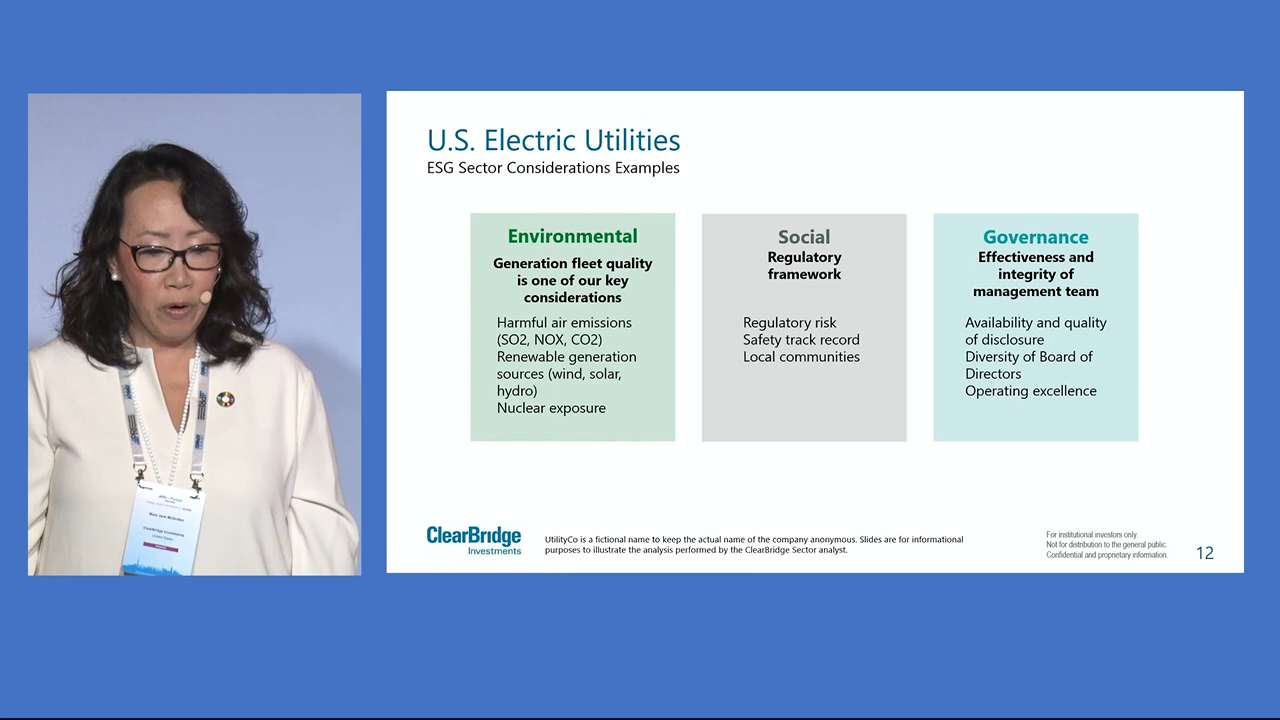 U.S. Electric Utilities
ESG Sector Considerations Examples
Environmental
Generation fleet quality
is one of our key
considerations
Harmful air emissions
(SO2, NOX, CO2)
Renewable generation
sources (wind, solar,
hydro)
Nuclear exposure
Social
Regulatory
framework
Regulatory risk
Safety track record
Local communities
Governance
Effectiveness and
integrity of
management team
Availability and quality
of disclosure
Diversity of Board of
Directors
Operating excellence
ClearBridge
Investments
UtilityCo is a fictional name to keep the actual name of the company anonymous. Slides are for informational
purposes to illustrate the analysis performed by the ClearBridge Sector analyst.
For institutional investors only.
Not for distribution to the general public.
Confidential and proprietary information.
12
ClearBridge Investments
United States